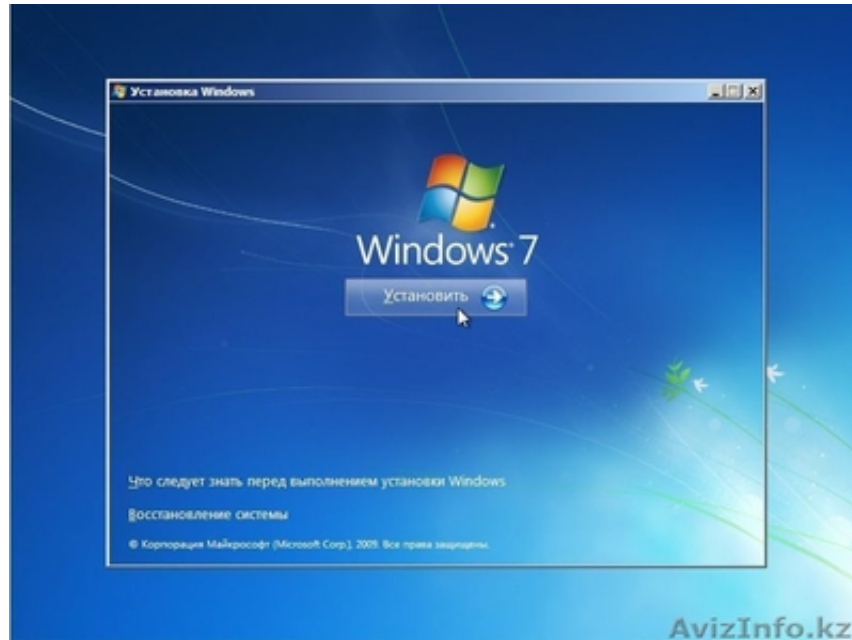 Установка Windows
Windows 7
Установить
Что следует знать перед выполнением установки Windows
Восстановление системы
© Корпорация Майкрософт (Microsoft Corp.), 2009. Все права защищены.
AvizInfo.kz